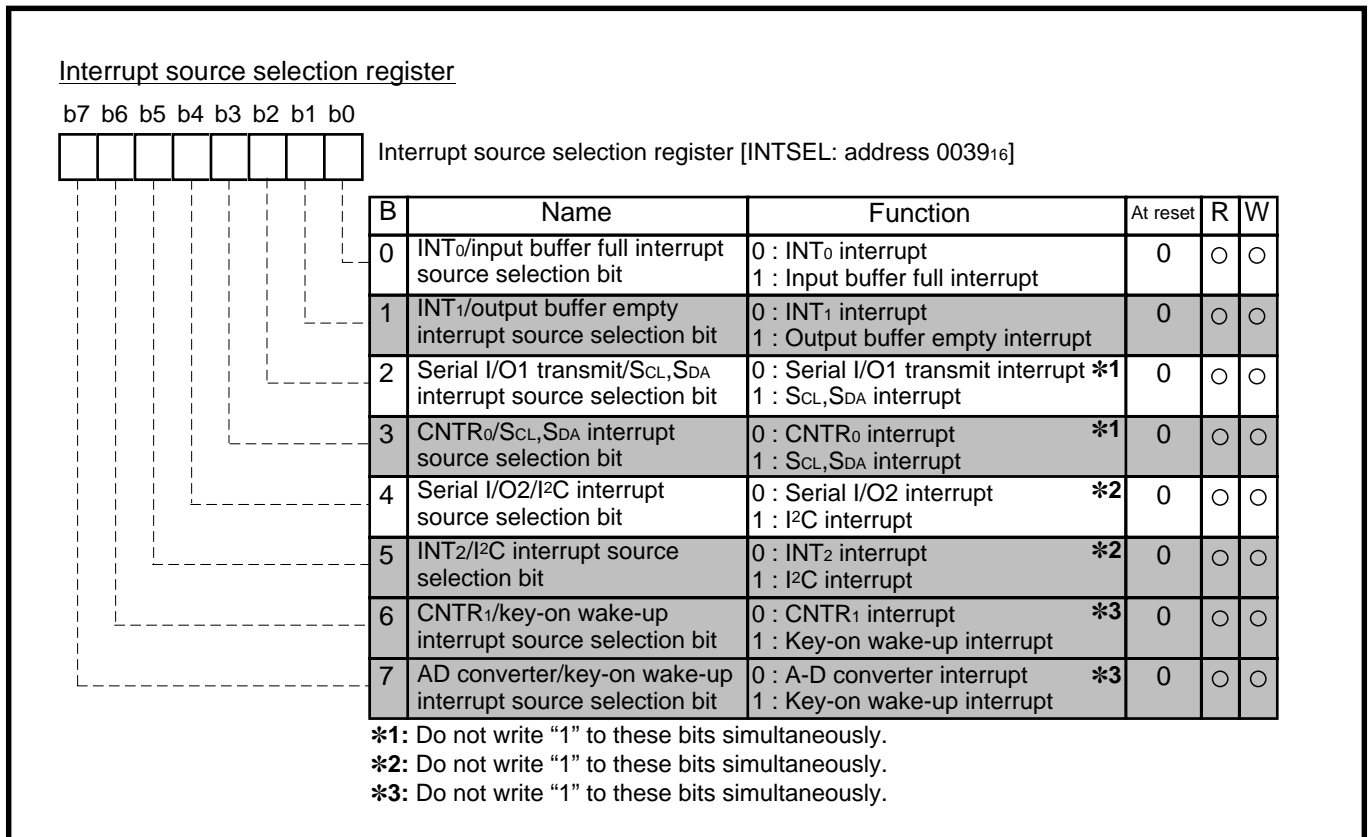 Interrupt source selection register
b7 b6 b5 b4 b3 b2 b1 b0
Interrupt source selection register [INTSEL: address 0039₁₆]
B Name Function At reset R W
0 INT₀/input buffer full interrupt 0 : INT₀ interrupt 0 ○ ○
source selection bit 1 : Input buffer full interrupt
1 INT₁/output buffer empty 0 : INT₁ interrupt 0 ○ ○
interrupt source selection bit 1 : Output buffer empty interrupt
2 Serial I/O1 transmit/SCL,SDA 0 : Serial I/O1 transmit interrupt ✻1 0 ○ ○
interrupt source selection bit 1 : SCL,SDA interrupt
3 CNTR₀/SCL,SDA interrupt 0 : CNTR₀ interrupt ✻1 0 ○ ○
source selection bit 1 : SCL,SDA interrupt
4 Serial I/O2/I²C interrupt 0 : Serial I/O2 interrupt ✻2 0 ○ ○
source selection bit 1 : I²C interrupt
5 INT₂/I²C interrupt source 0 : INT₂ interrupt ✻2 0 ○ ○
selection bit 1 : I²C interrupt
6 CNTR₁/key-on wake-up 0 : CNTR₁ interrupt ✻3 0 ○ ○
interrupt source selection bit 1 : Key-on wake-up interrupt
7 AD converter/key-on wake-up 0 : A-D converter interrupt ✻3 0 ○ ○
interrupt source selection bit 1 : Key-on wake-up interrupt
✻1: Do not write “1” to these bits simultaneously.
✻2: Do not write “1” to these bits simultaneously.
✻3: Do not write “1” to these bits simultaneously.